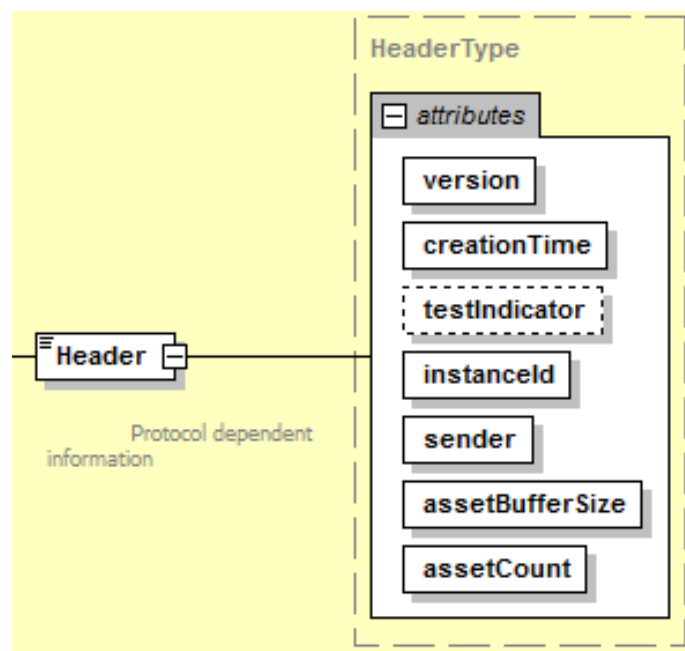 HeaderType
attributes
version
creationTime
testIndicator
Header
instanceId
Protocol dependent
information
sender
assetBufferSize
assetCount